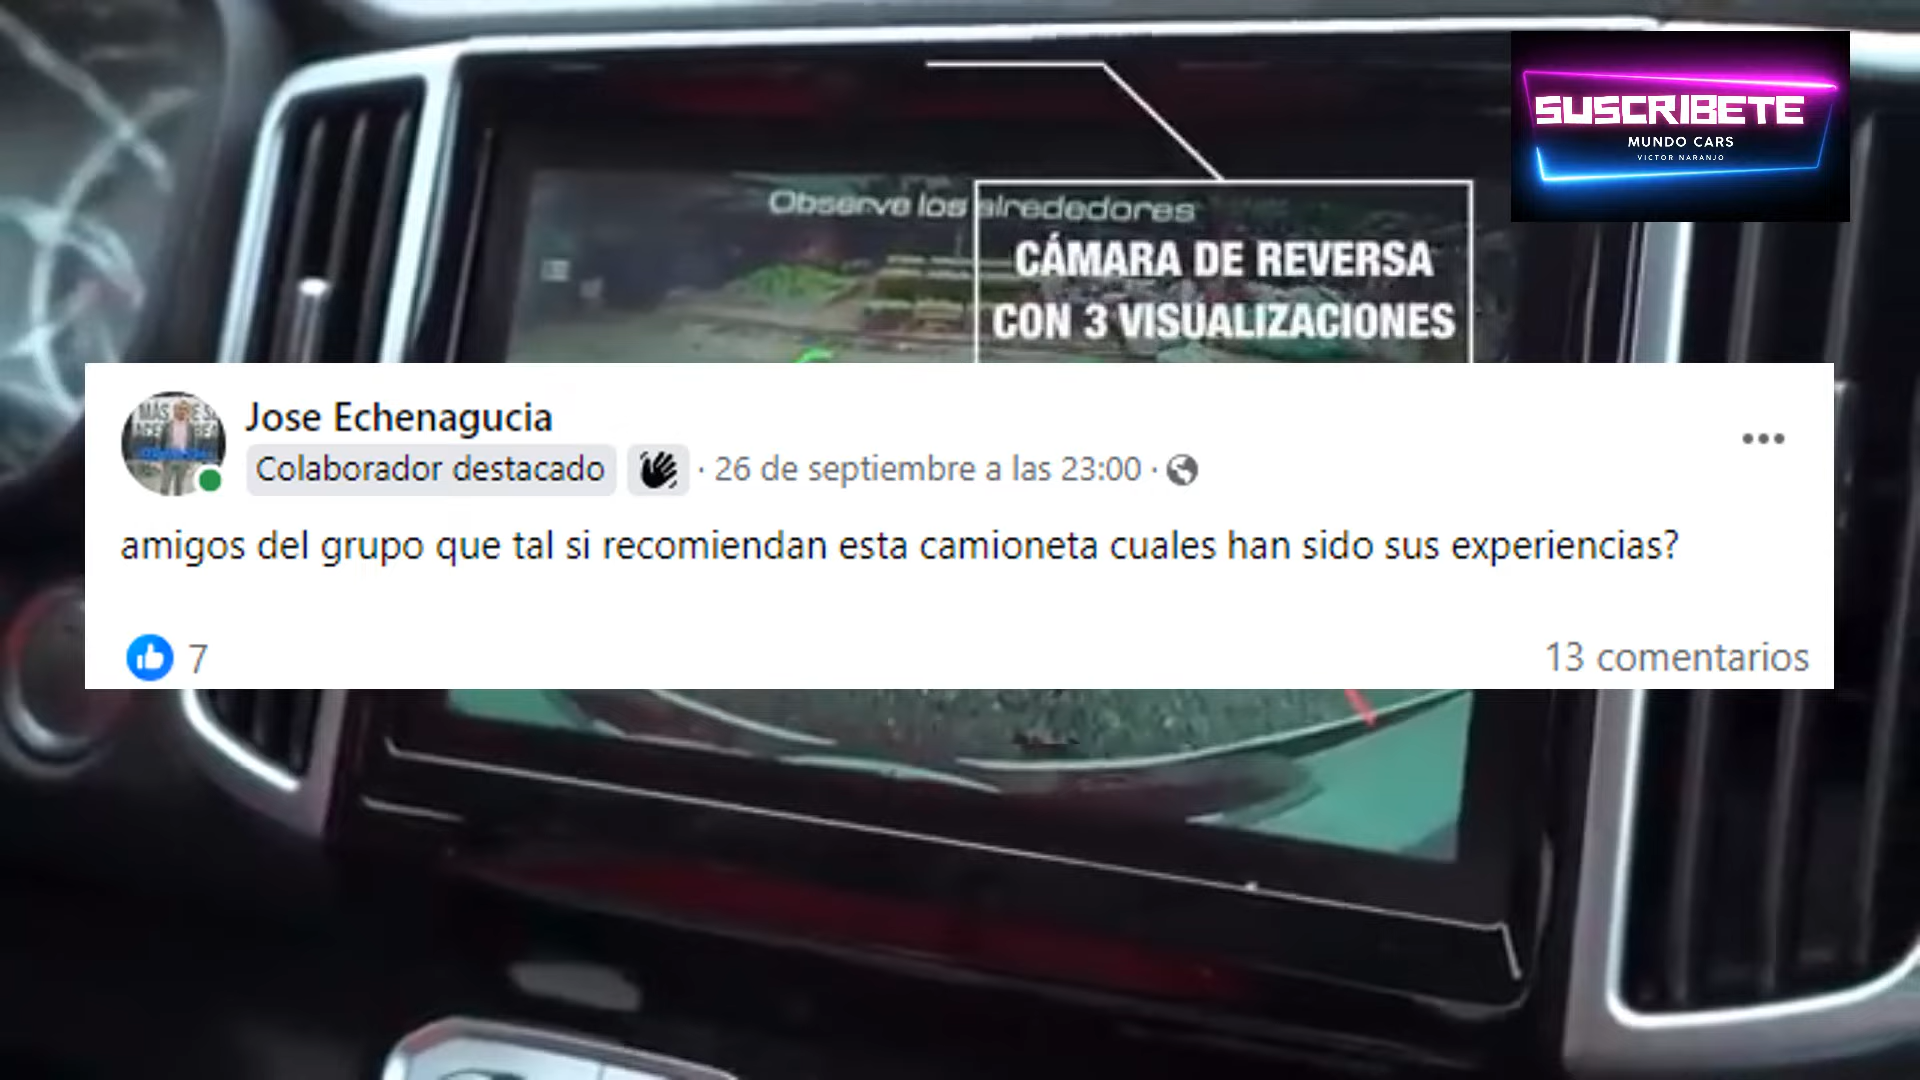 SUSCRIBETE
MUNDO CARS
VICTOR NARANJO
Observe los alrededores
CÁMARA DE REVERSA
CON 3 VISUALIZACIONES
Jose Echenagucia
Colaborador destacado · 26 de septiembre a las 23:00 ·
amigos del grupo que tal si recomiendan esta camioneta cuales han sido sus experiencias?
7
13 comentarios